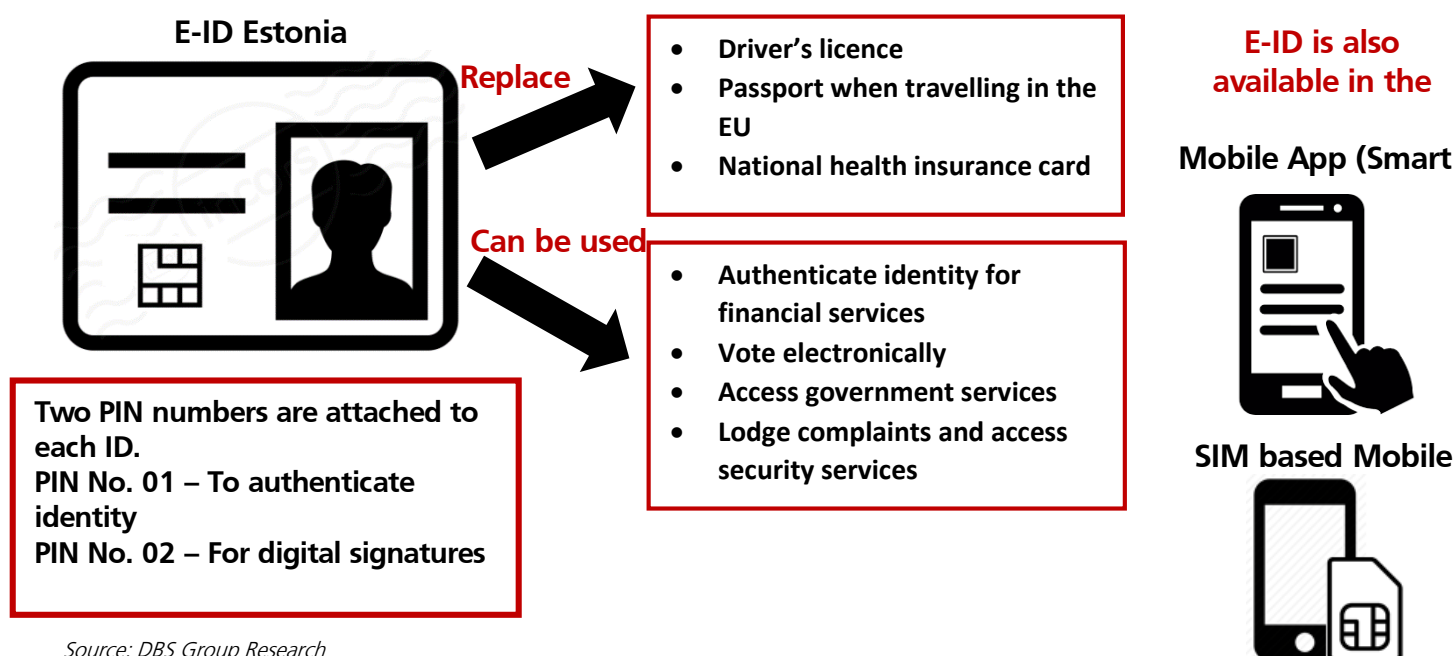 E-ID Estonia
Replace
• Driver's licence
• Passport when travelling in the
EU
• National health insurance card
Can be used
• Authenticate identity for
financial services
• Vote electronically
• Access government services
• Lodge complaints and access
security services
Two PIN numbers are attached to
each ID.
PIN No. 01 – To authenticate
identity
PIN No. 02 – For digital signatures
E-ID is also
available in the
Mobile App (Smart
SIM based Mobile
Source: DBS Group Research